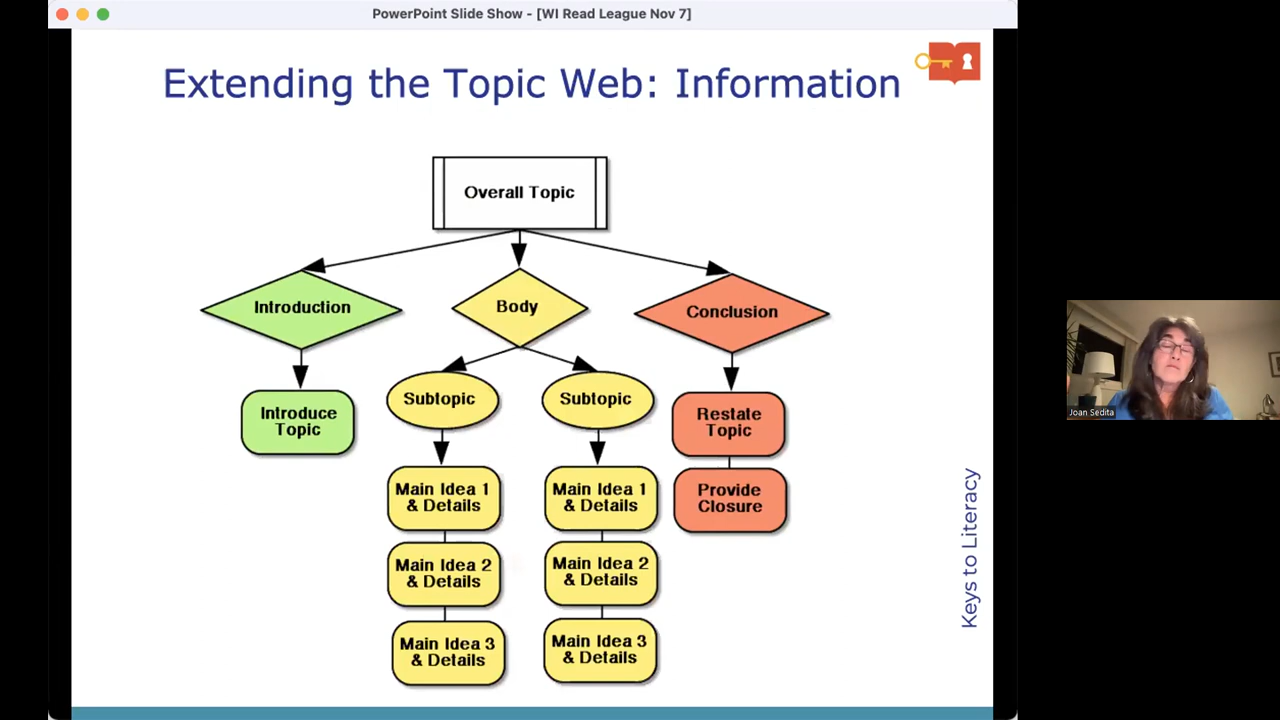 PowerPoint Slide Show - [WI Read League Nov 7]
Extending the Topic Web: Information
Overall Topic
Introduction
Body
Conclusion
Introduce
Topic
Subtopic
Subtopic
Restate
Topic
Main Idea 1
& Details
Main Idea 1
& Details
Provide
Closure
Main Idea 2
& Details
Main Idea 2
& Details
Main Idea 3
& Details
Main Idea 3
& Details
Keys to Literacy
Joan Sedita